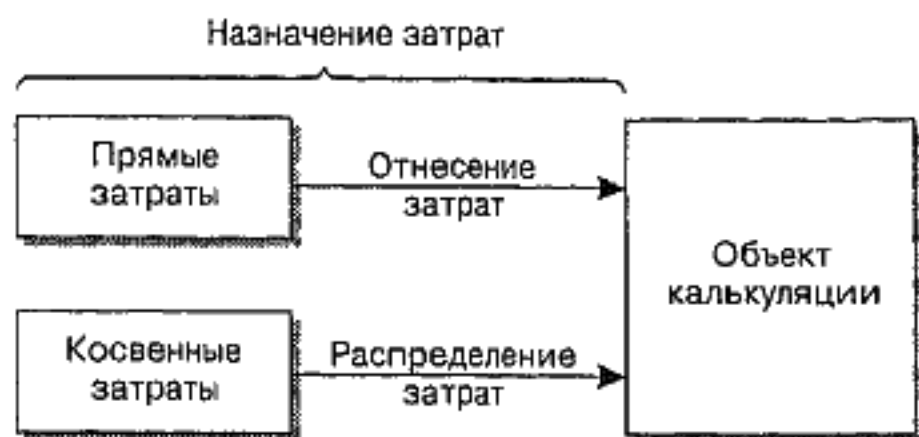 Назначение затрат
Прямые
затраты
Отнесение
затрат
Объект
калькуляции
Косвенные
затраты
Распределение
затрат